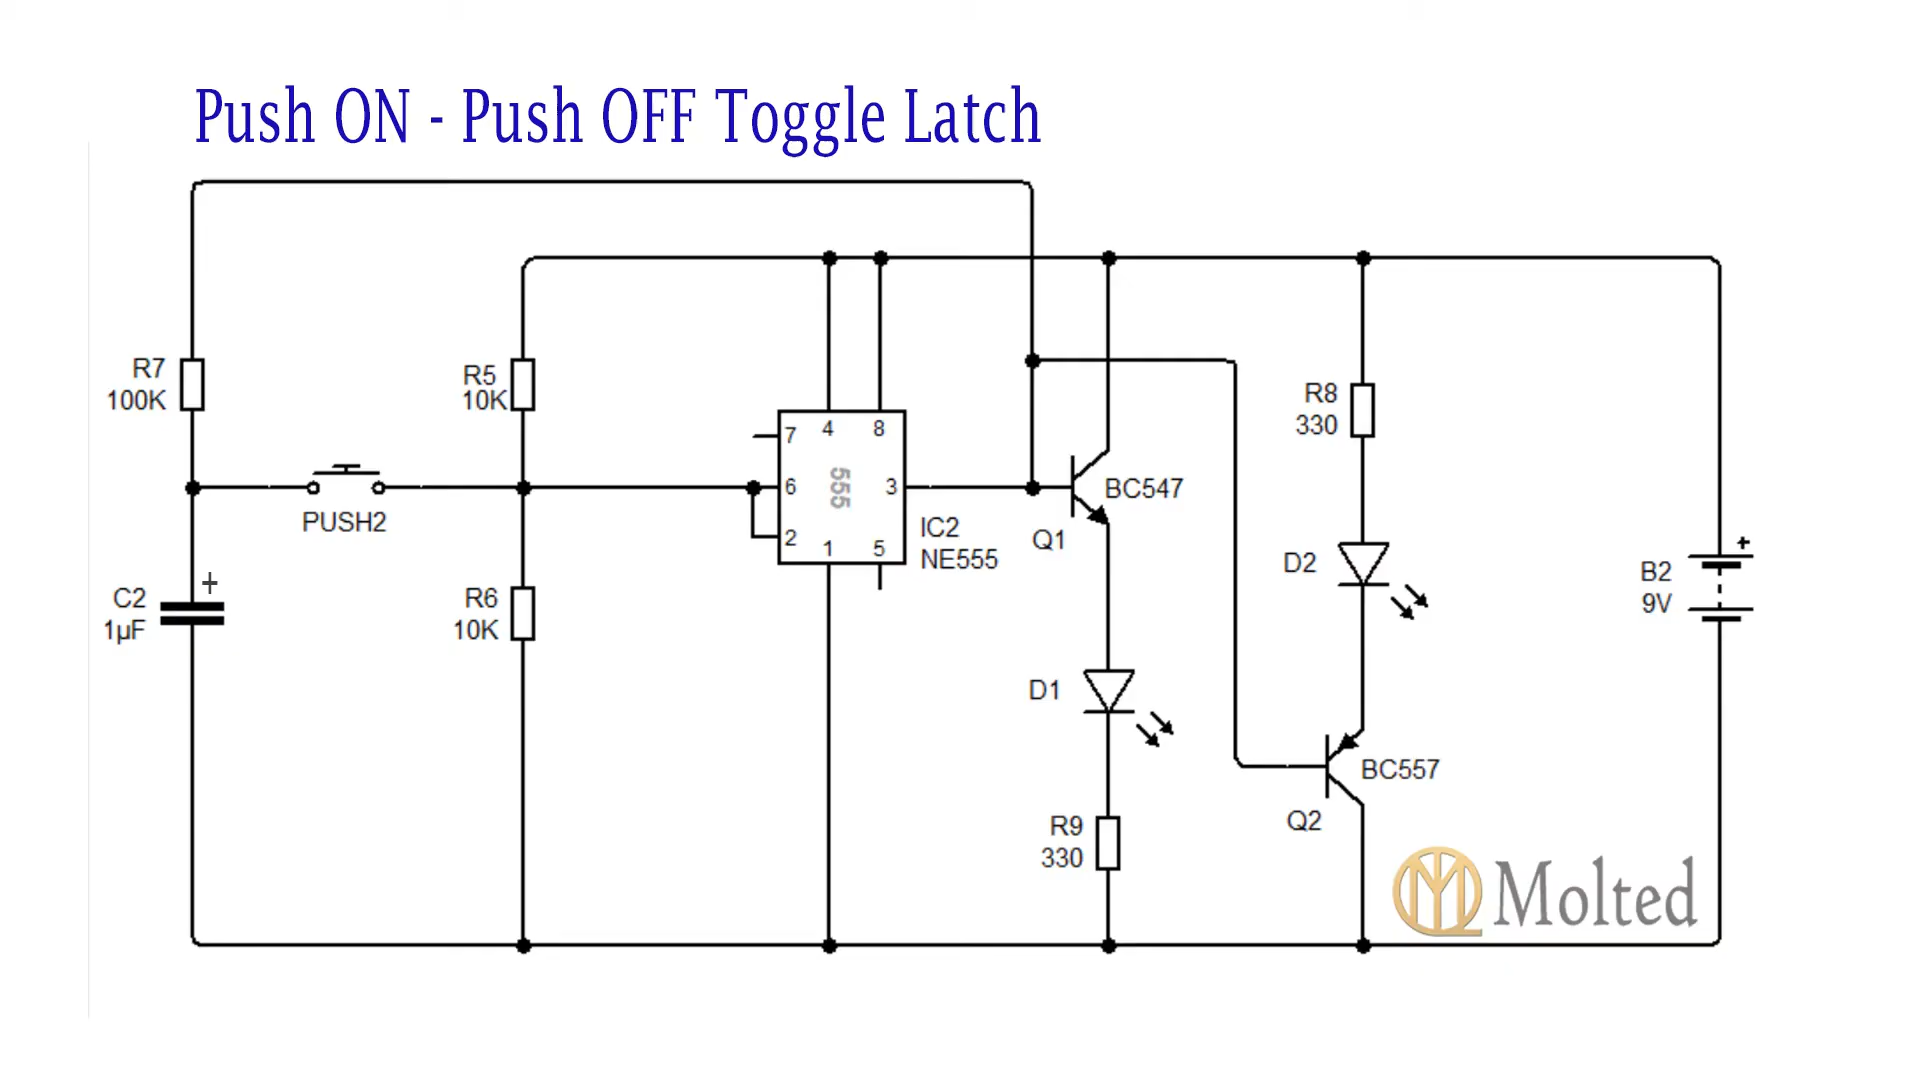 Push ON - Push OFF Toggle Latch
R7
100K
R5
10K
PUSH2
C2
1µF
+
R6
10K
7
4
8
6
555
3
2
1
5
IC2
NE555
BC547
Q1
D1
R9
330
R8
330
D2
BC557
Q2
B2
9V
+
Molted